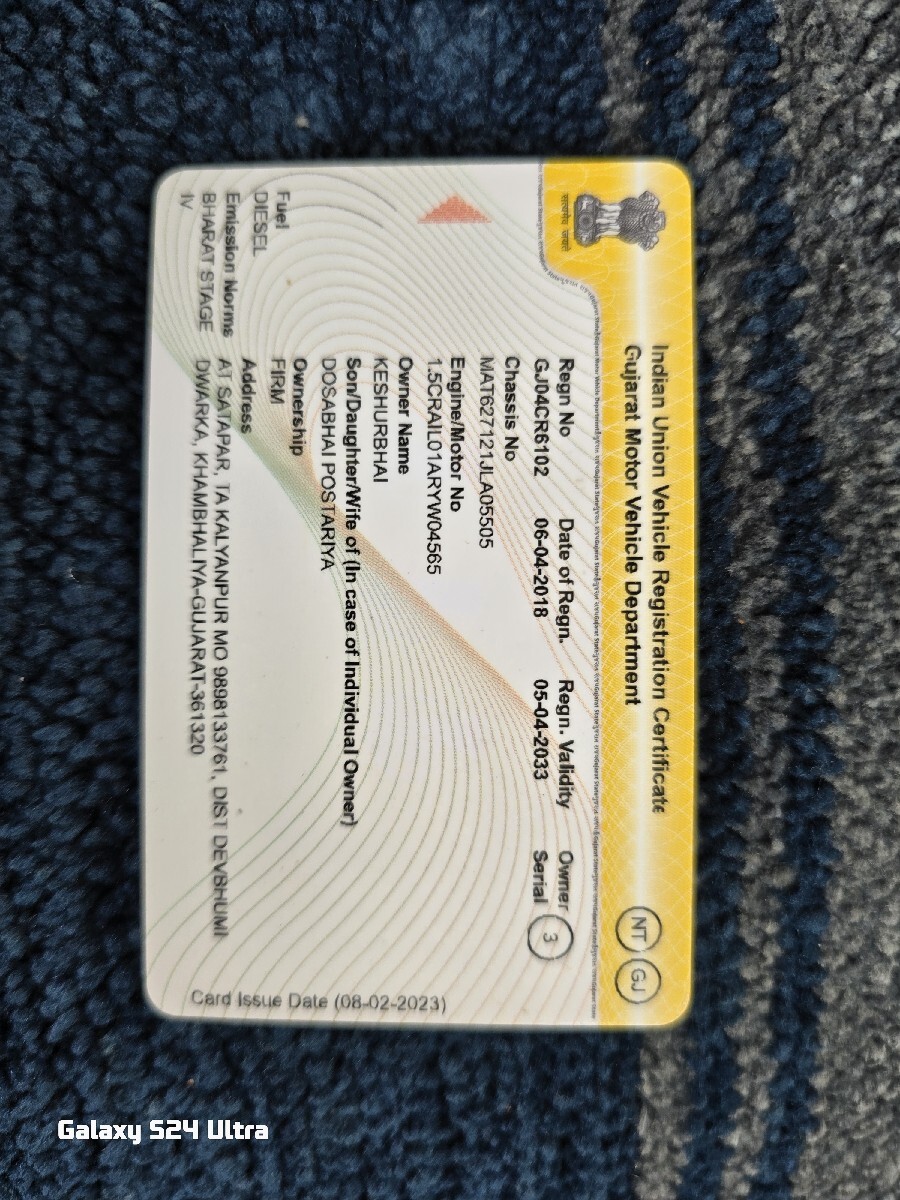 Indian Union Vehicle Registration Certificate
Gujarat Motor Vehicle Department
NT GJ
सत्यमेव जयते
Regn No Date of Regn. Regn. Validity Owner
GJ04CR6102 06-04-2018 05-04-2033 Serial 3
Chassis No
MAT627121JLA05505
Engine/Motor No
1.5CRAIL01ARYW04565
Owner Name
KESHURBHAI
Son/Daughter/Wife of (In case of Individual Owner)
DOSABHAI POSTARIYA
Ownership
FIRM
Address
AT SATAPAR, TA KALYANPUR MO 9898133761, DIST DEVBHUMI
DWARKA, KHAMBHALIYA-GUJARAT-361320
Fuel
DIESEL
Emission Norms
BHARAT STAGE
IV
Card Issue Date (08-02-2023)
Galaxy S24 Ultra